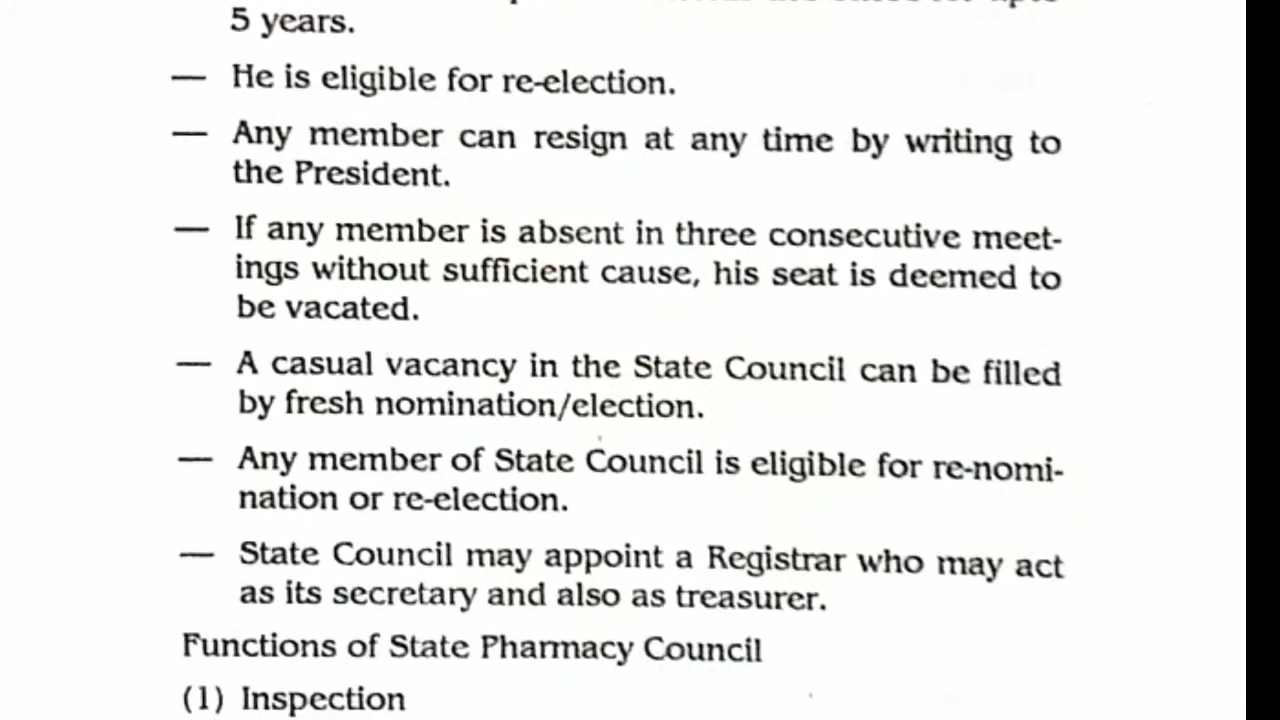 5 years.
— He is eligible for re-election.
— Any member can resign at any time by writing to
the President.
— If any member is absent in three consecutive meet-
ings without sufficient cause, his seat is deemed to
be vacated.
— A casual vacancy in the State Council can be filled
by fresh nomination/election.
— Any member of State Council is eligible for re-nomi-
nation or re-election.
— State Council may appoint a Registrar who may act
as its secretary and also as treasurer.
Functions of State Pharmacy Council
(1) Inspection